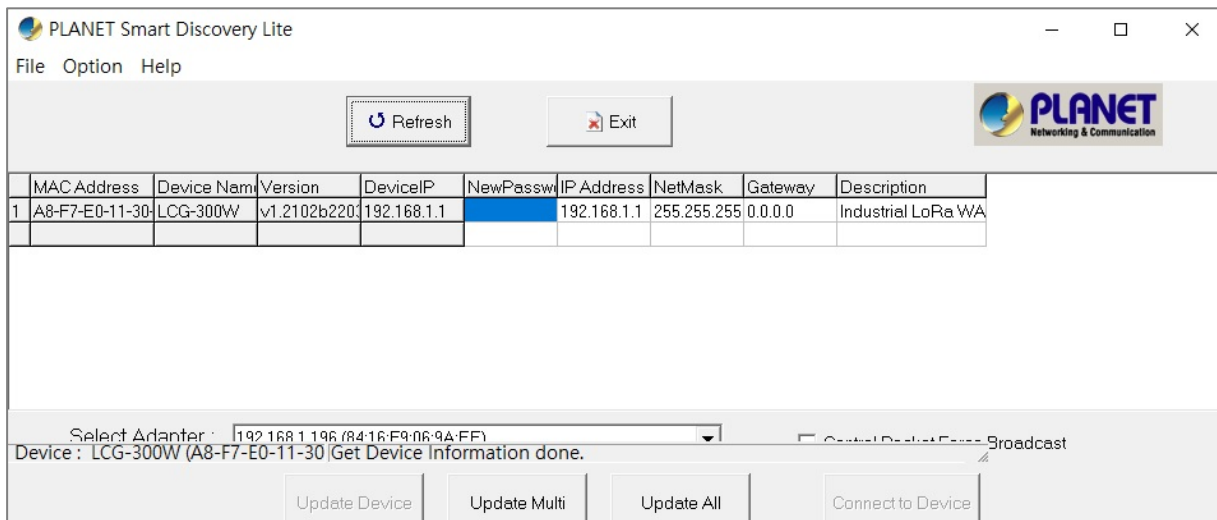 PLANET Smart Discovery Lite
File Option Help
Refresh Exit
PLANET
Networking & Communication
MAC Address Device Nam Version DeviceIP NewPassw IP Address NetMask Gateway Description
1 A8-F7-E0-11-30- LCG-300W v1.2102b220 192.168.1.1 192.168.1.1 255.255.255 0.0.0.0 Industrial LoRa WA
Select Adapter : 192.168.1.196 (84:16:F9:06:9A:FF) Control Packet Force Broadcast
Device : LCG-300W (A8-F7-E0-11-30 Get Device Information done.
Update Device Update Multi Update All Connect to Device